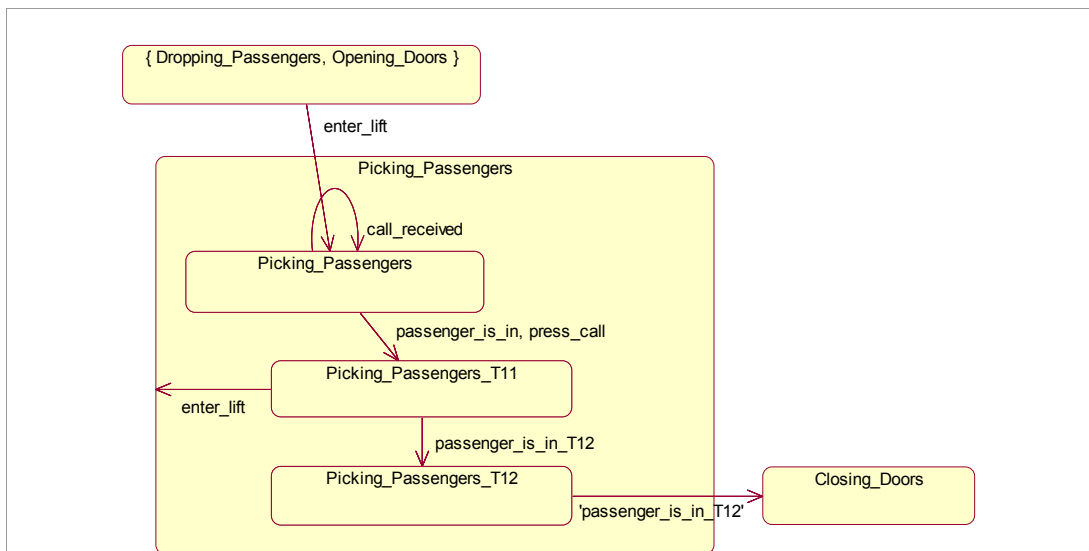 { Dropping_Passengers, Opening_Doors }
enter_lift
Picking_Passengers
call_received
Picking_Passengers
passenger_is_in, press_call
Picking_Passengers_T11
enter_lift
passenger_is_in_T12
Picking_Passengers_T12
Closing_Doors
'passenger_is_in_T12'